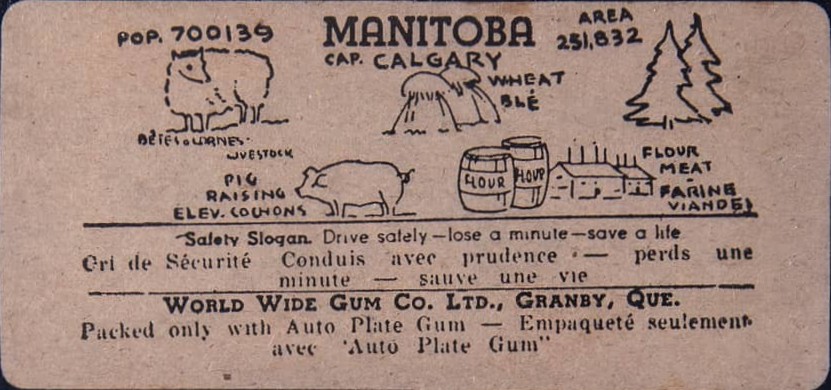 POP. 700139
MANITOBA
AREA
251,832
CAP. CALGARY
WHEAT
BLÉ
BÊTES à CORNES
LIVESTOCK
PIG
RAISING
ELEV. COCHONS
FLOUR
FLOUR
FLOUR
MEAT
FARINE
VIANDE
Safety Slogan. Drive safely—lose a minute—save a life
Cri de Sécurité Conduis avec prudence — perds une
minute — sauve une vie
WORLD WIDE GUM CO. LTD., GRANBY, QUE.
Packed only with Auto Plate Gum — Empaqueté seulement
avec "Auto Plate Gum"